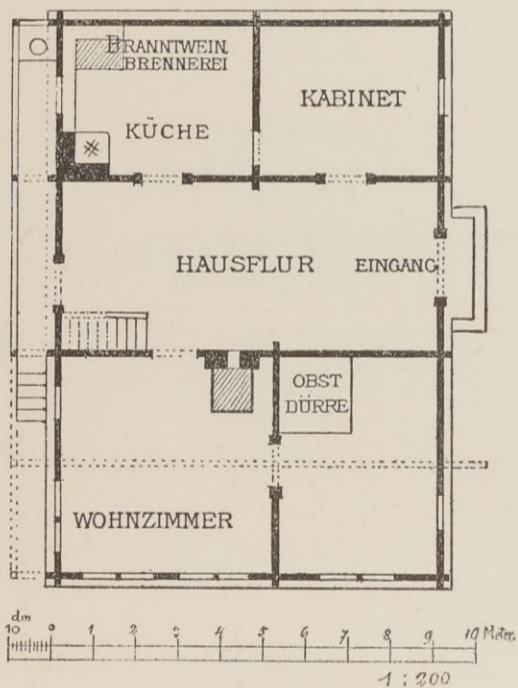 BRANNTWEIN
BRENNEREI
KABINET
KÜCHE
HAUSFLUR
EINGANG
OBST
DÜRRE
WOHNZIMMER
dm
10 0 1 2 3 4 5 6 7 8 9 10 Meter.
1 : 200